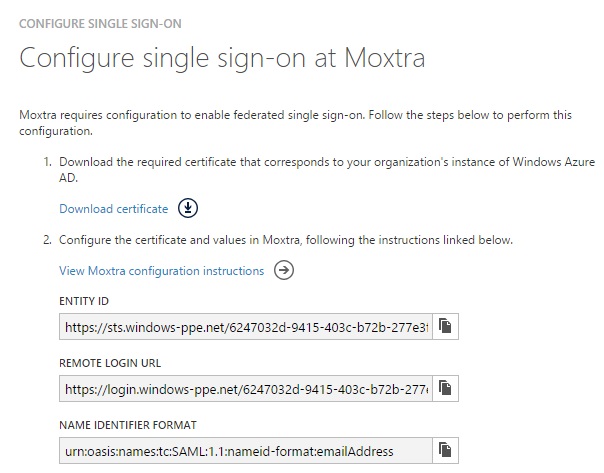 CONFIGURE SINGLE SIGN-ON
Configure single sign-on at Moxtra
Moxtra requires configuration to enable federated single sign-on. Follow the steps below to perform this
configuration.
1. Download the required certificate that corresponds to your organization's instance of Windows Azure
AD.
Download certificate
2. Configure the certificate and values in Moxtra, following the instructions linked below.
View Moxtra configuration instructions
ENTITY ID
https://sts.windows-ppe.net/6247032d-9415-403c-b72b-277e3
REMOTE LOGIN URL
https://login.windows-ppe.net/6247032d-9415-403c-b72b-277
NAME IDENTIFIER FORMAT
urn:oasis:names:tc:SAML:1.1:nameid-format:emailAddress